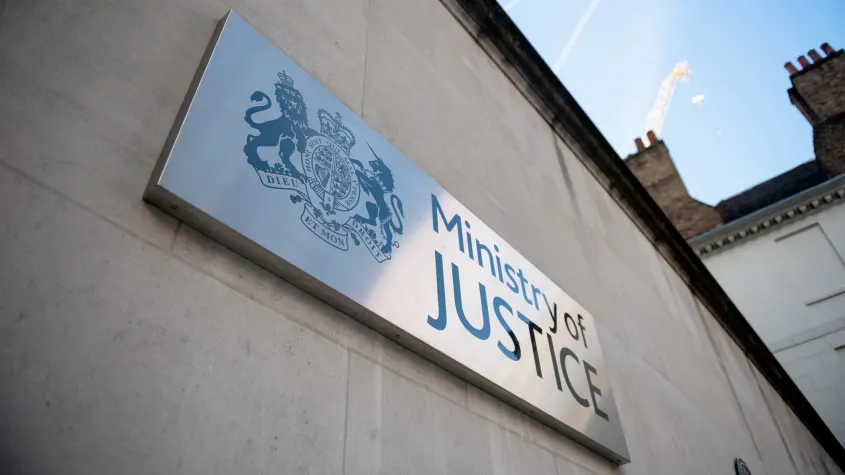 DIEU
ET MON
DROIT
Ministry of
JUSTICE